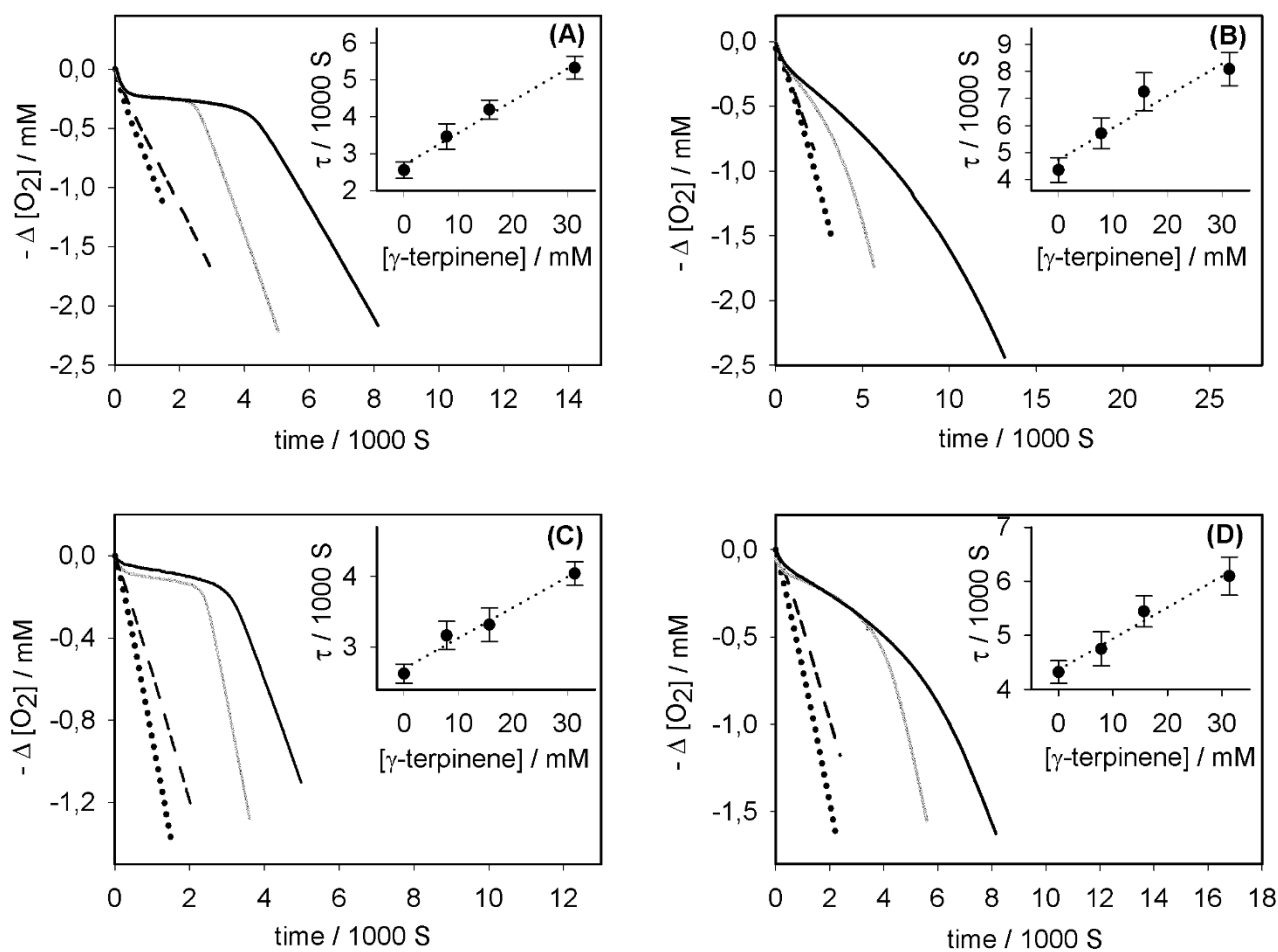 (A)
0,0
-0,5
-1,0
-1,5
-2,0
-2,5
- Δ [O2] / mM
0 2 4 6 8 10 12 14
time / 1000 S
6
5
4
3
2
τ / 1000 S
0 10 20 30
[γ-terpinene] / mM
(B)
0,0
-0,5
-1,0
-1,5
-2,0
-2,5
- Δ [O2] / mM
0 5 10 15 20 25
time / 1000 S
9
8
7
6
5
4
τ / 1000 S
0 10 20 30
[γ-terpinene] / mM
(C)
0,0
-0,4
-0,8
-1,2
- Δ [O2] / mM
0 2 4 6 8 10 12
time / 1000 S
4
3
τ / 1000 S
0 10 20 30
[γ-terpinene] / mM
(D)
0,0
-0,5
-1,0
-1,5
- Δ [O2] / mM
0 2 4 6 8 10 12 14 16 18
time / 1000 S
7
6
5
4
τ / 1000 S
0 10 20 30
[γ-terpinene] / mM